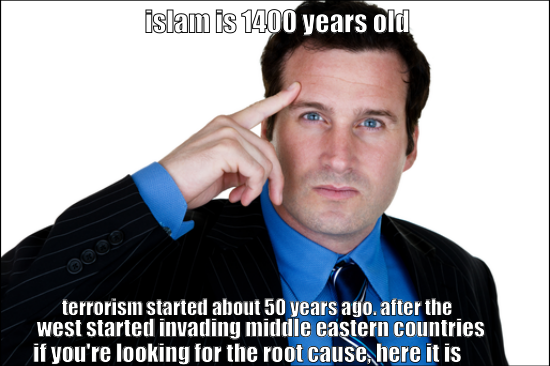 islam is 1400 years old
terrorism started about 50 years ago. after the
west started invading middle eastern countries
if you're looking for the root cause, here it is